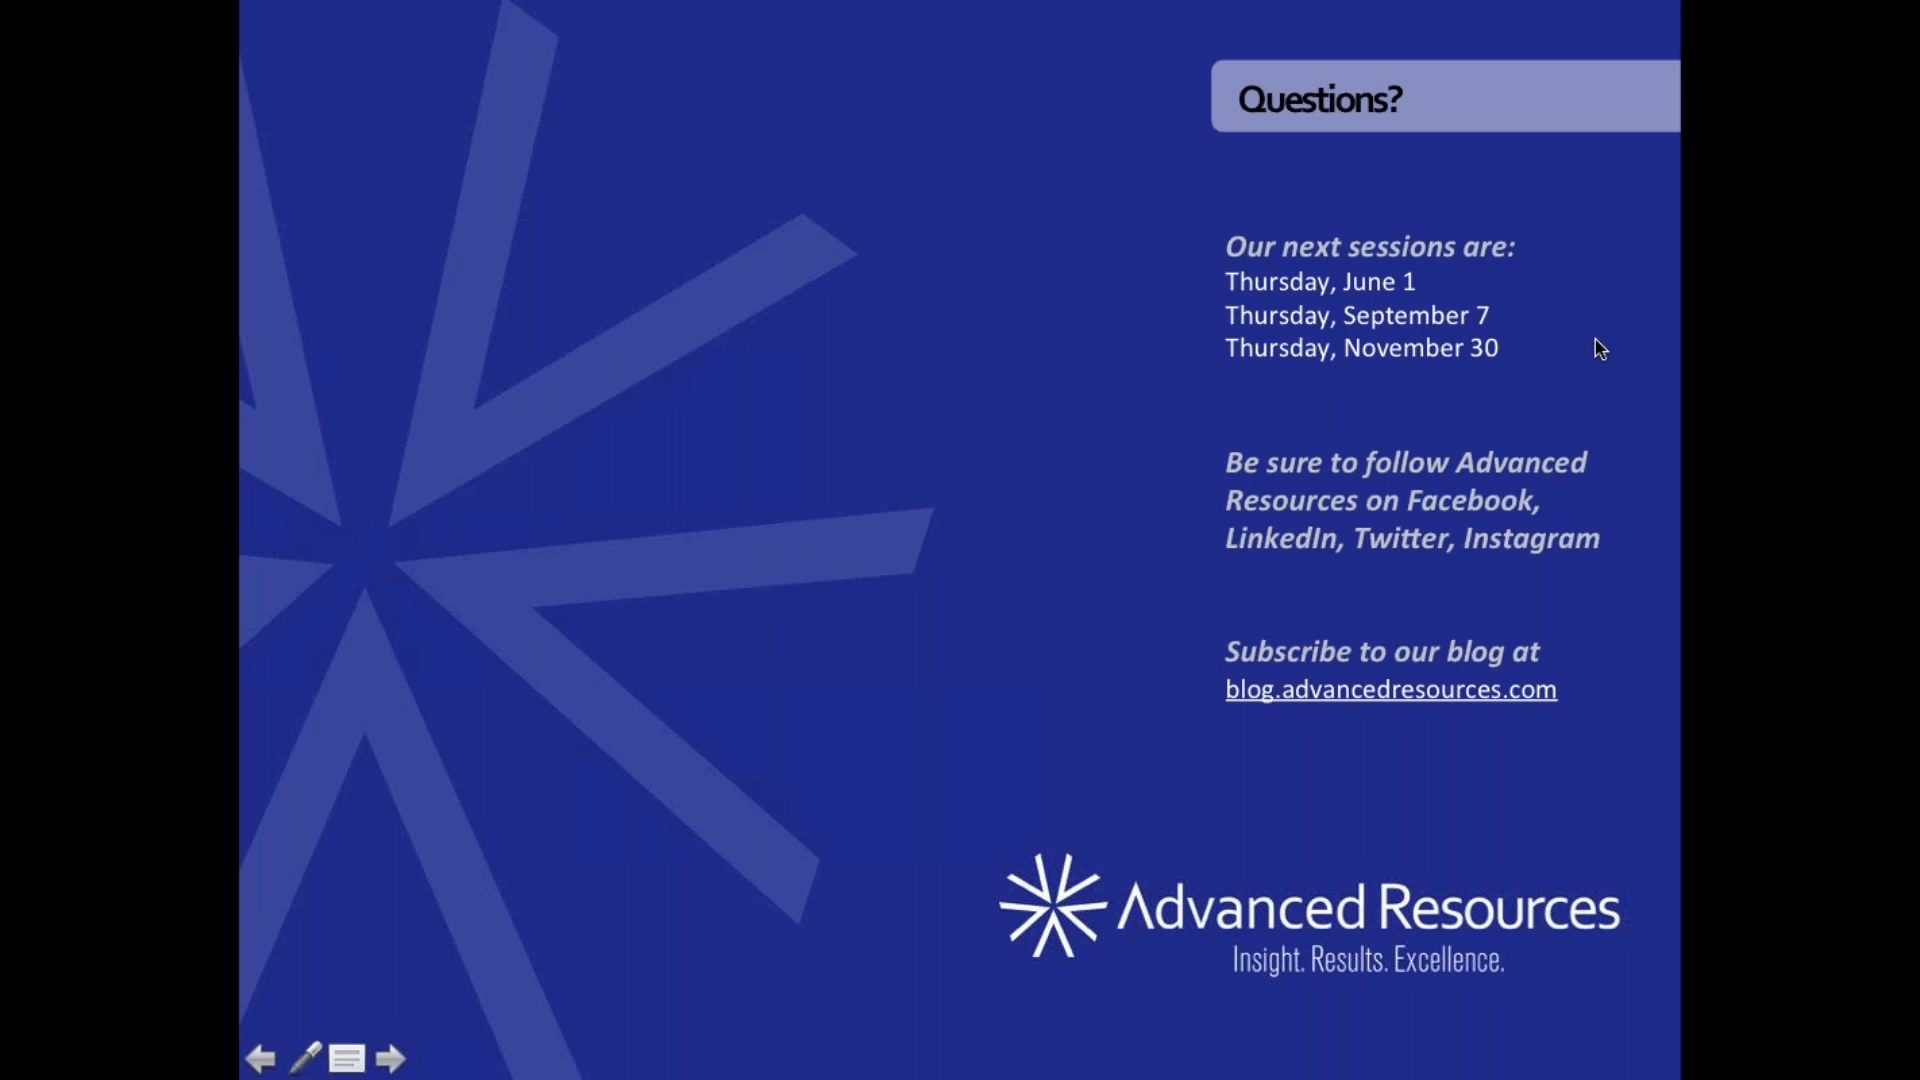 Questions?
Our next sessions are:
Thursday, June 1
Thursday, September 7
Thursday, November 30
Be sure to follow Advanced
Resources on Facebook,
LinkedIn, Twitter, Instagram
Subscribe to our blog at
blog.advancedresources.com
Advanced Resources
Insight. Results. Excellence.